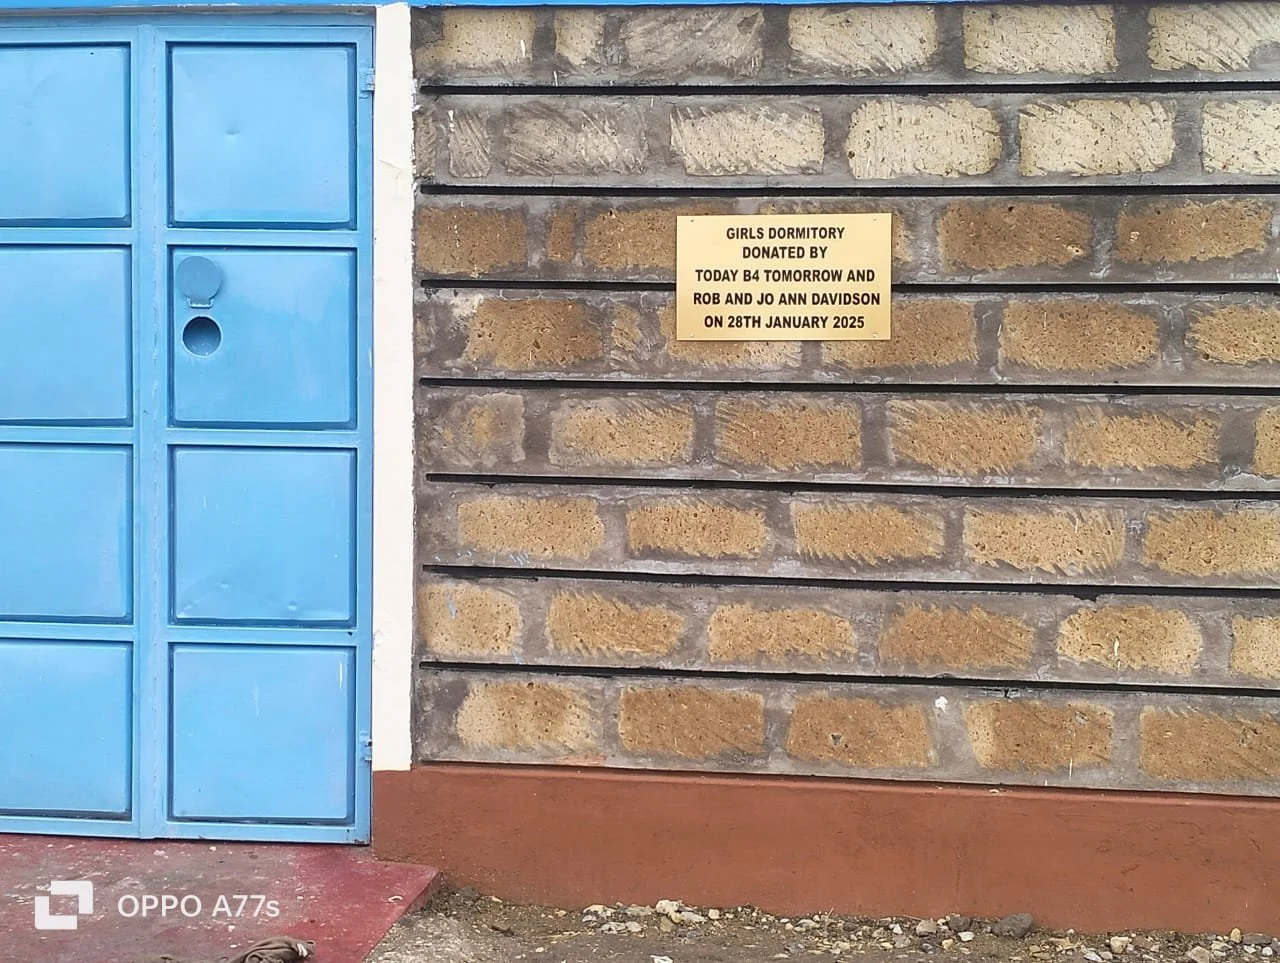 GIRLS DORMITORY
DONATED BY
TODAY B4 TOMORROW AND
ROB AND JO ANN DAVIDSON
ON 28TH JANUARY 2025
OPPO A77s